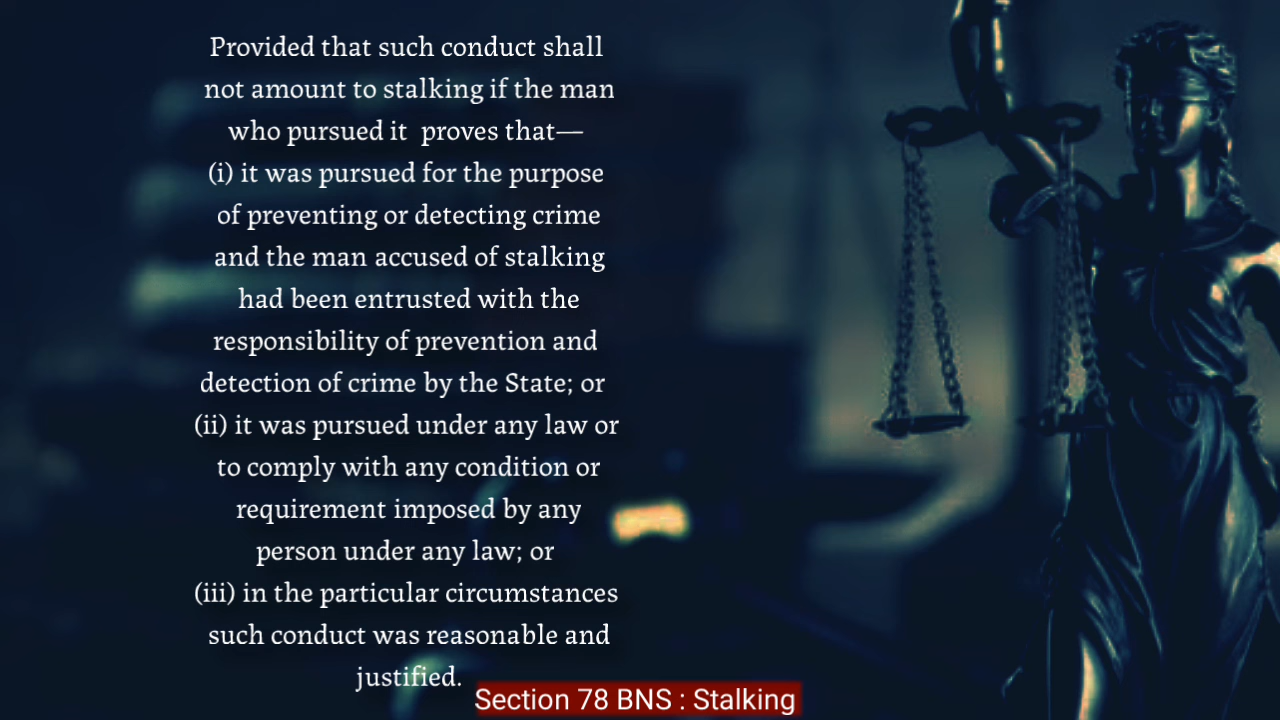 Provided that such conduct shall
not amount to stalking if the man
who pursued it  proves that—
(i) it was pursued for the purpose
of preventing or detecting crime
and the man accused of stalking
had been entrusted with the
responsibility of prevention and
detection of crime by the State; or
(ii) it was pursued under any law or
to comply with any condition or
requirement imposed by any
person under any law; or
(iii) in the particular circumstances
such conduct was reasonable and
justified.
Section 78 BNS : Stalking